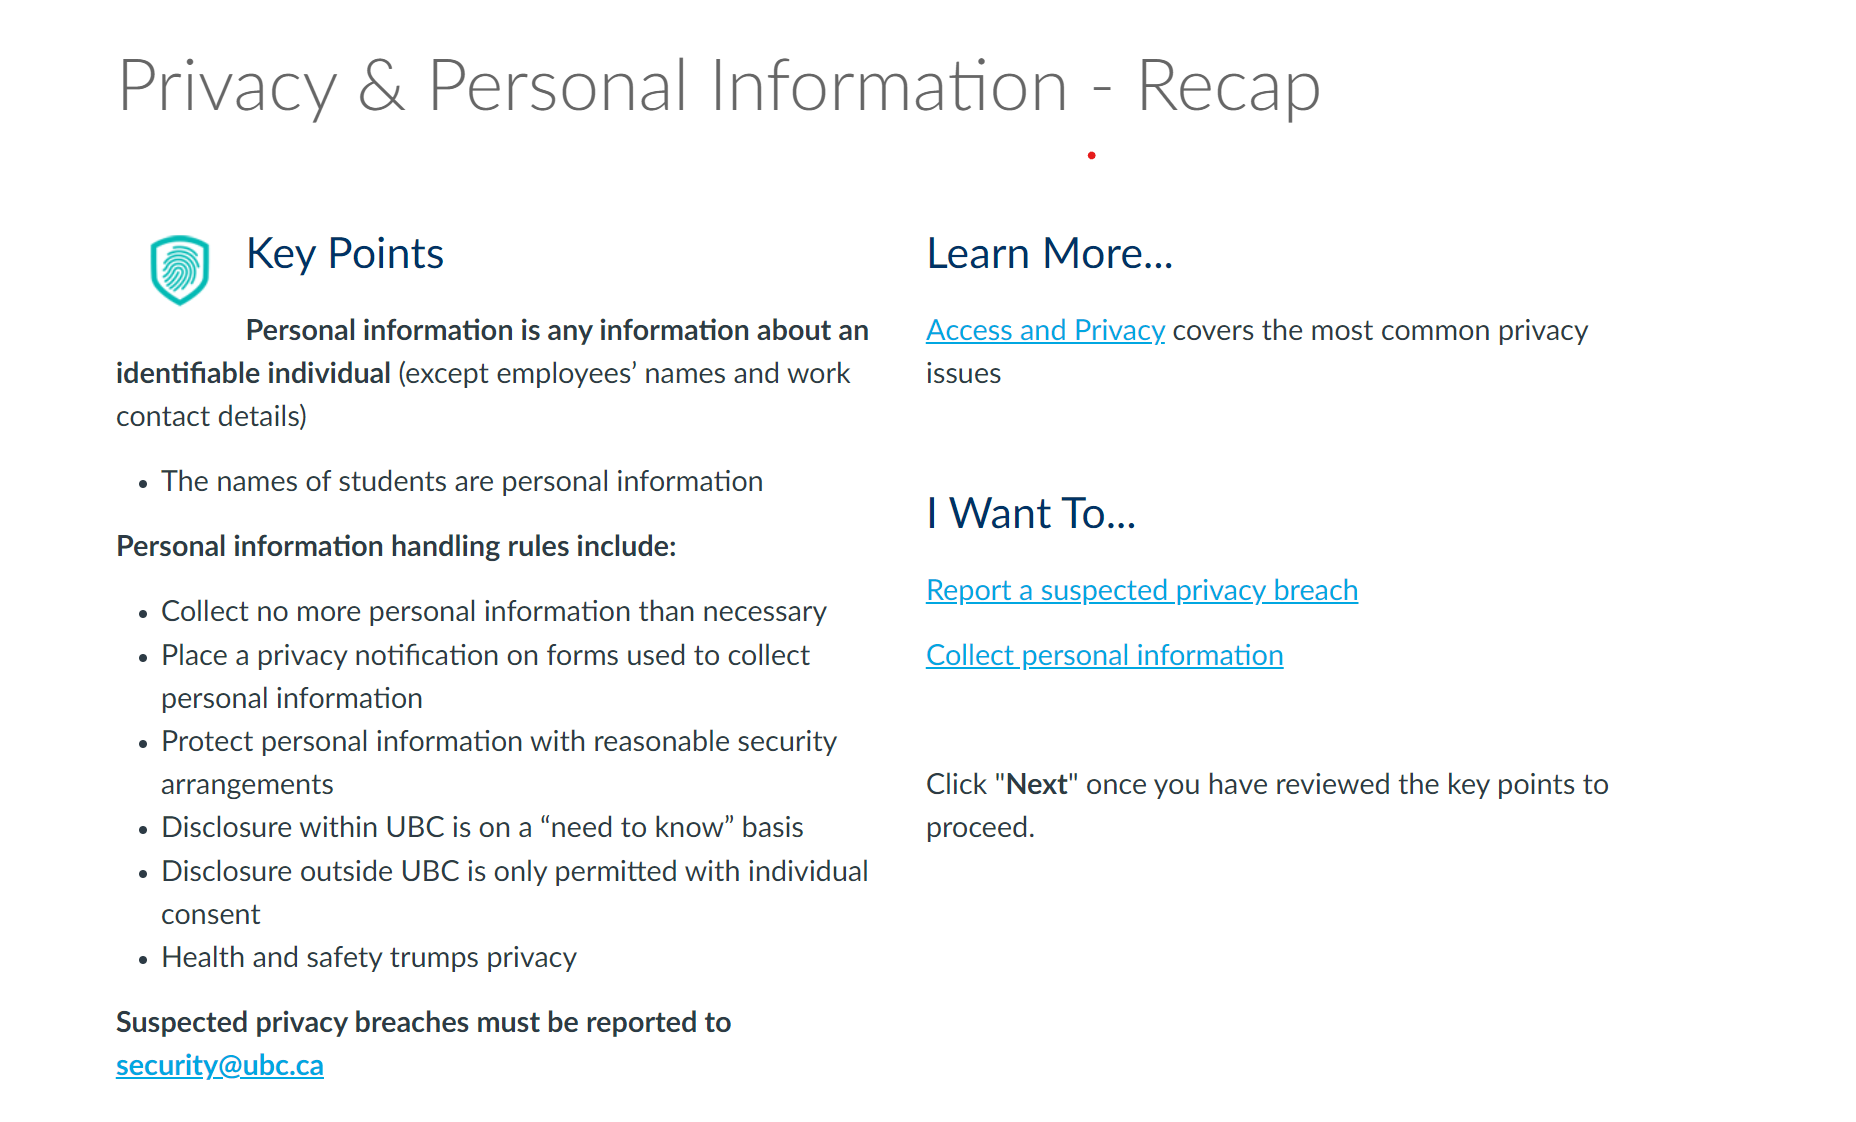 Privacy & Personal Information - Recap
Key Points
Personal information is any information about an
identifiable individual (except employees’ names and work
contact details)
• The names of students are personal information
Personal information handling rules include:
• Collect no more personal information than necessary
• Place a privacy notification on forms used to collect
personal information
• Protect personal information with reasonable security
arrangements
• Disclosure within UBC is on a “need to know” basis
• Disclosure outside UBC is only permitted with individual
consent
• Health and safety trumps privacy
Suspected privacy breaches must be reported to
security@ubc.ca
Learn More...
Access and Privacy covers the most common privacy
issues
I Want To...
Report a suspected privacy breach
Collect personal information
Click "Next" once you have reviewed the key points to
proceed.